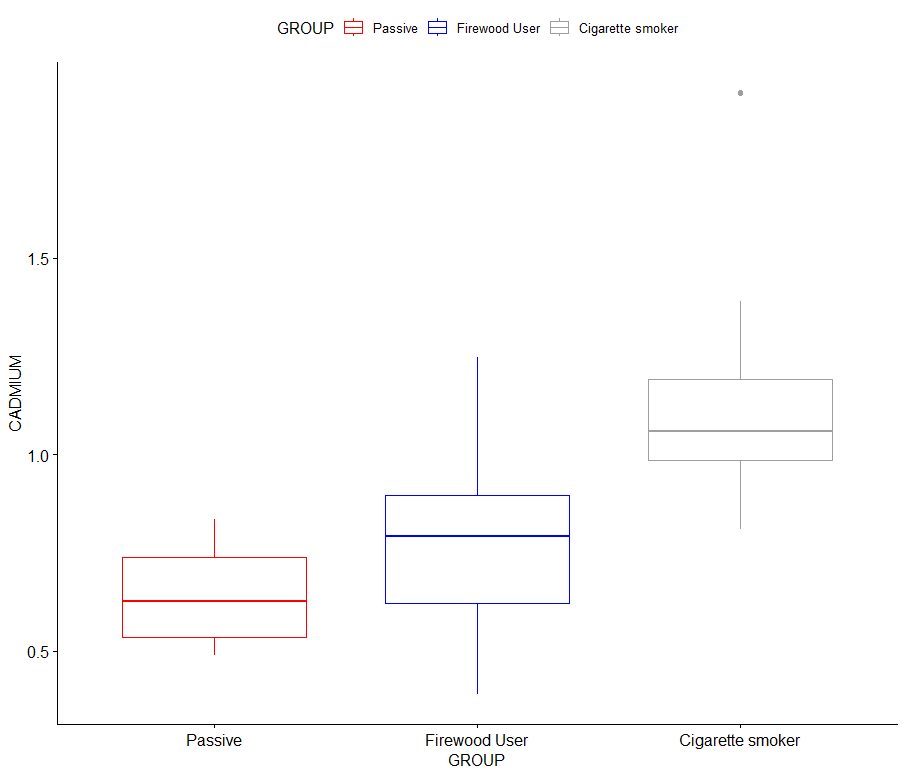 GROUP Passive Firewood User Cigarette smoker
CADMIUM
1.5
1.0
0.5
Passive Firewood User Cigarette smoker
GROUP